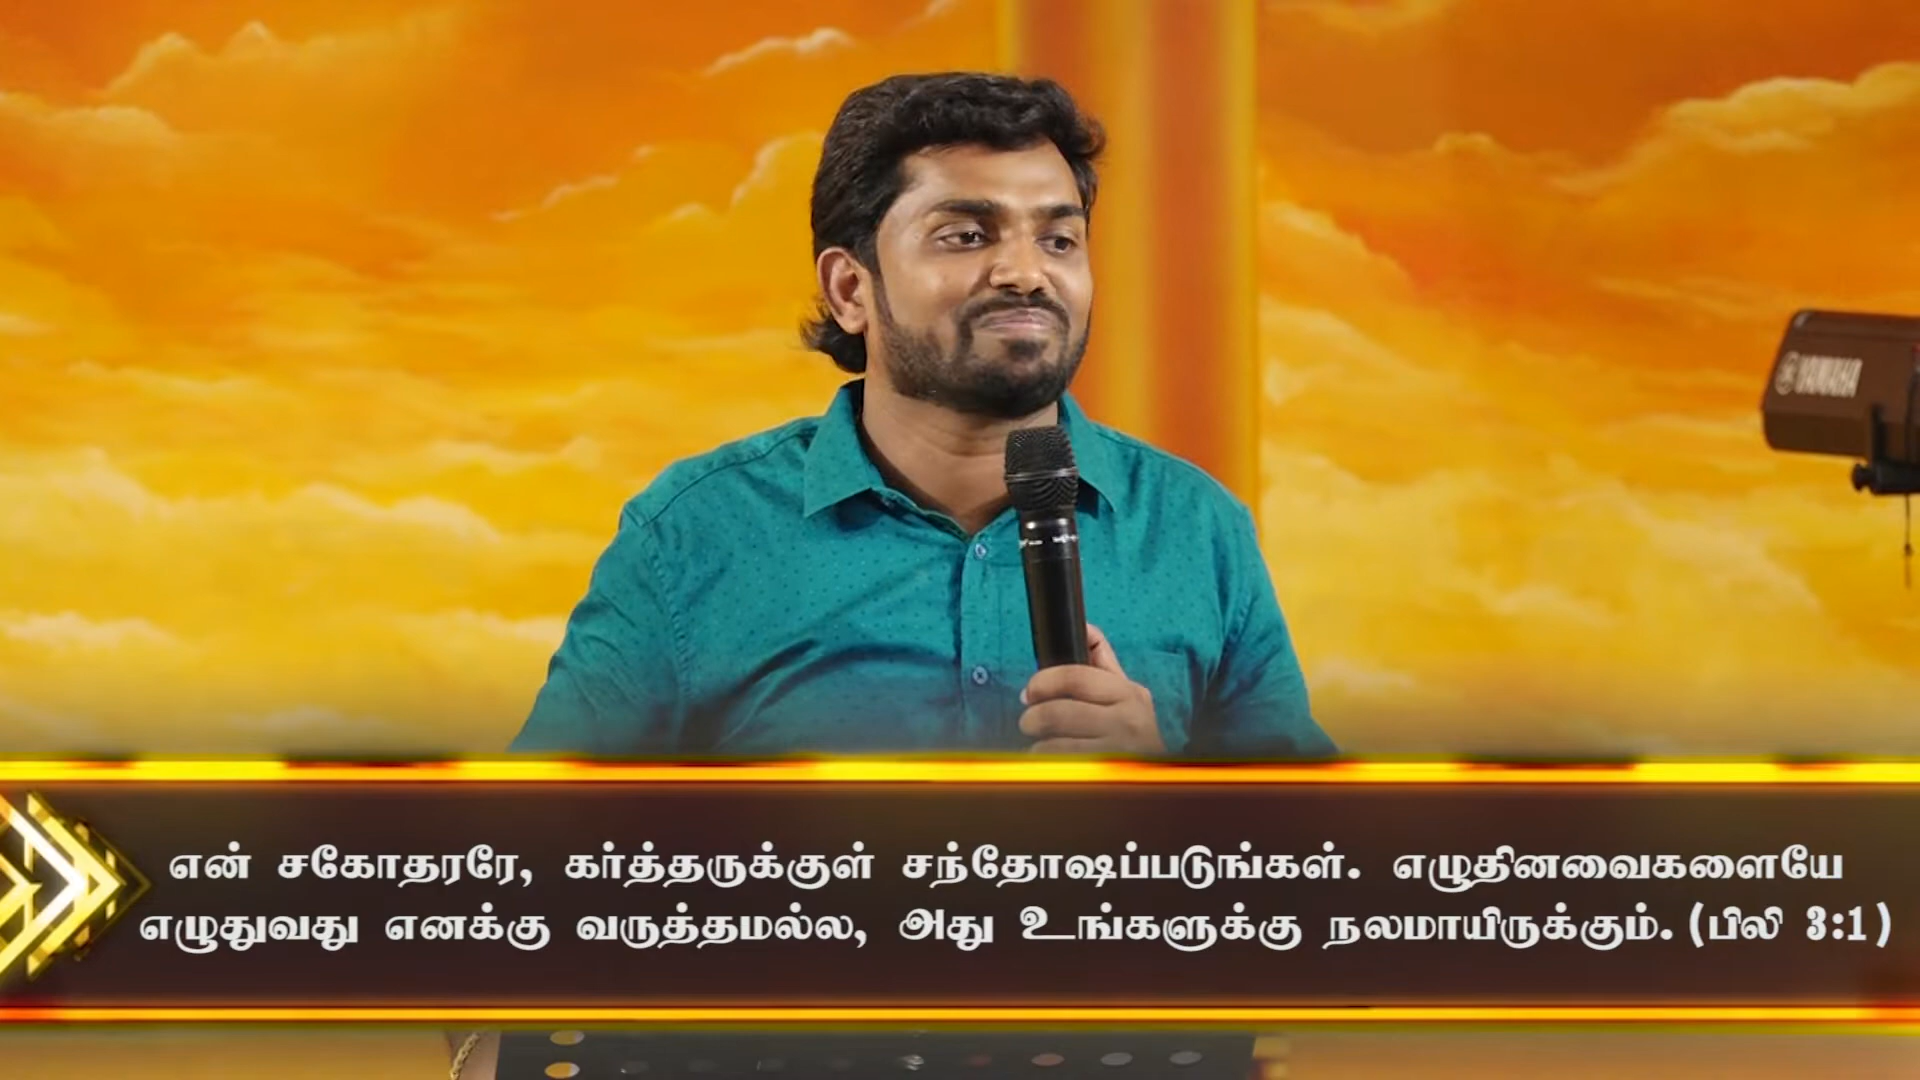 YAMAHA
என் சகோதரரே, கர்த்தருக்குள் சந்தோஷப்படுங்கள். எழுதினவைகளையே
எழுதுவது எனக்கு வருத்தமல்ல, அது உங்களுக்கு நலமாயிருக்கும். (பிலி 3:1)